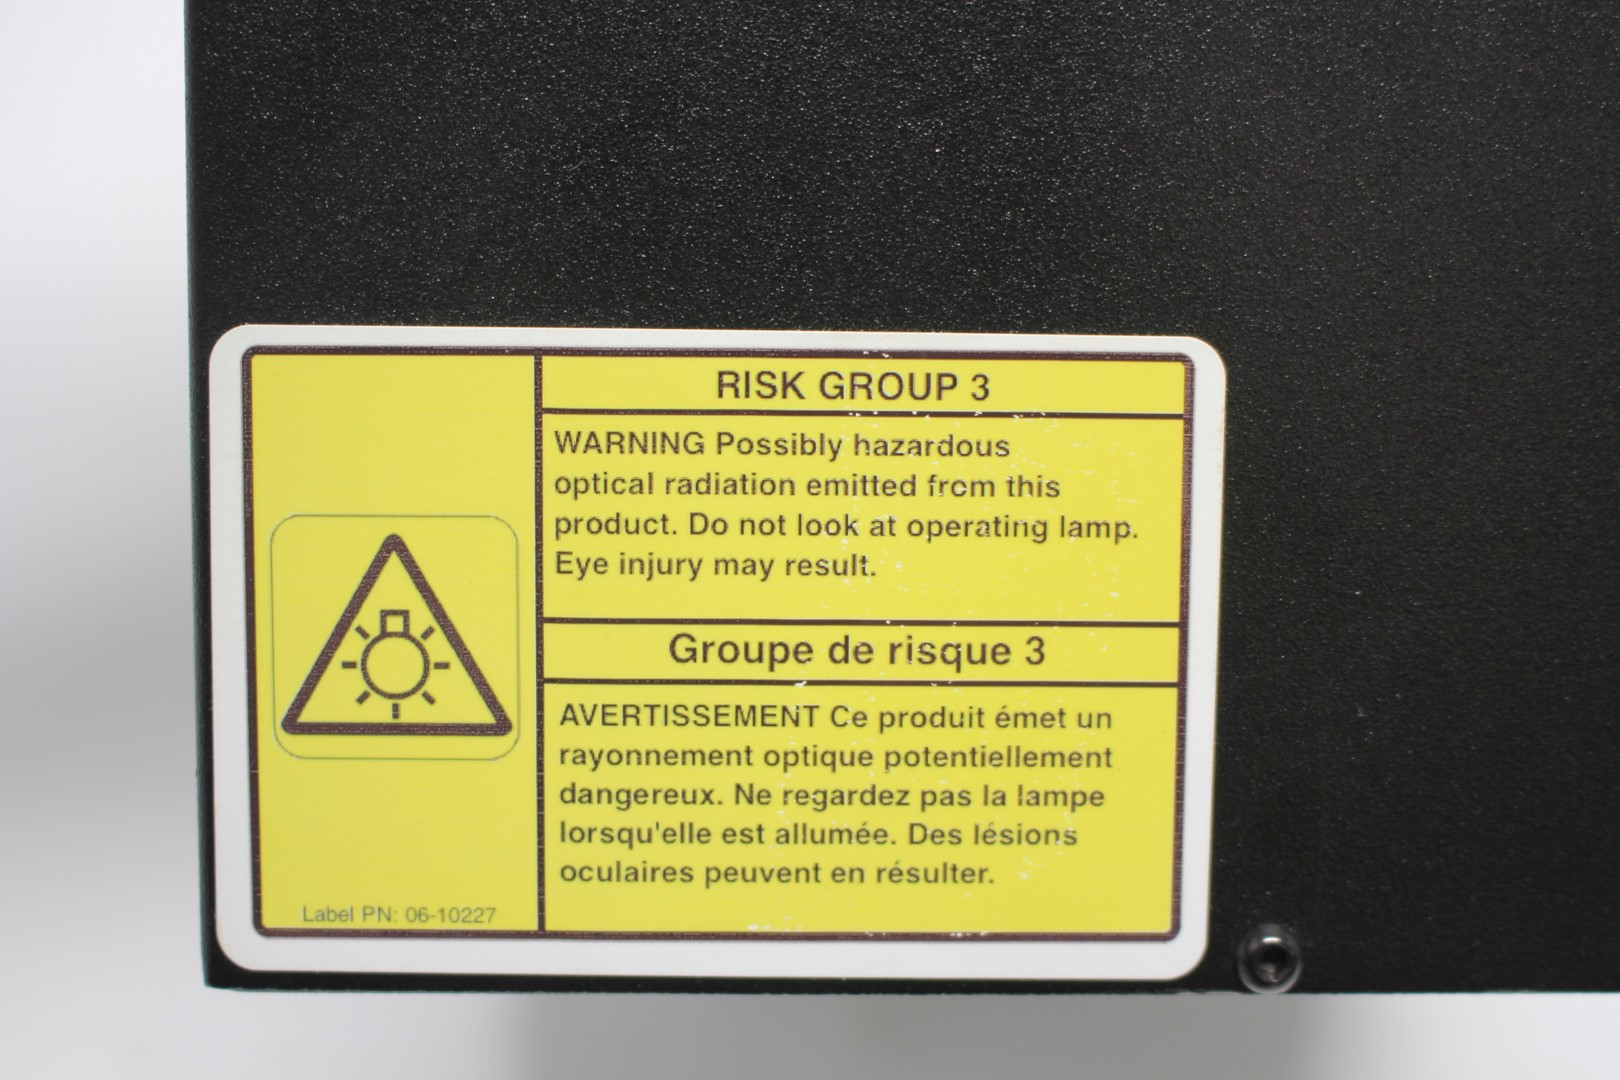 RISK GROUP 3
WARNING Possibly hazardous
optical radiation emitted from this
product. Do not look at operating lamp.
Eye injury may result.
Groupe de risque 3
AVERTISSEMENT Ce produit émet un
rayonnement optique potentiellement
dangereux. Ne regardez pas la lampe
lorsqu'elle est allumée. Des lésions
oculaires peuvent en résulter.
Label PN: 06-10227